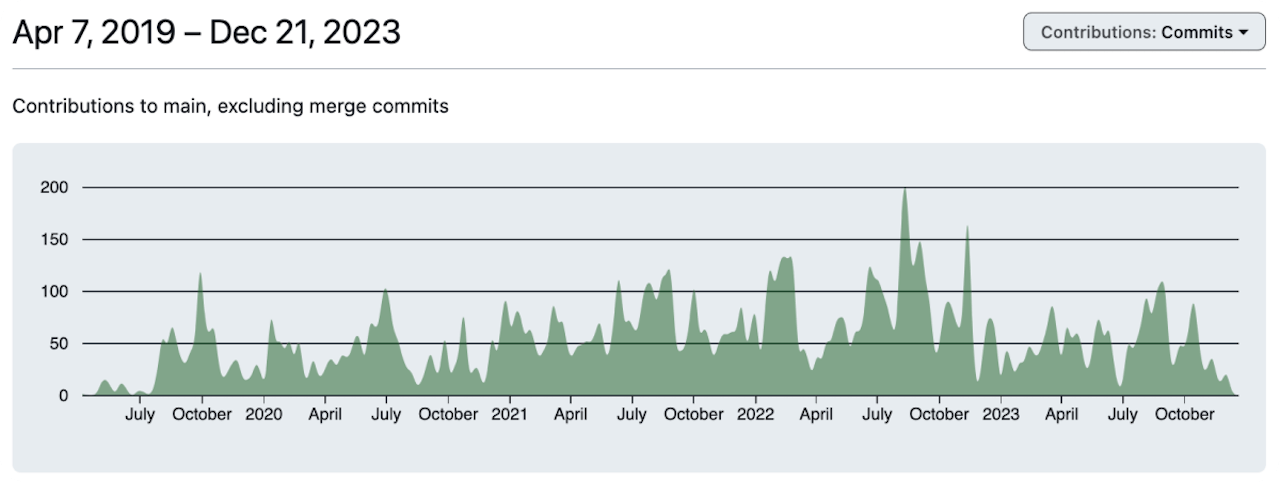 Apr 7, 2019 – Dec 21, 2023
Contributions: Commits
Contributions to main, excluding merge commits
200
150
100
50
0
July October 2020 April July October 2021 April July October 2022 April July October 2023 April July October